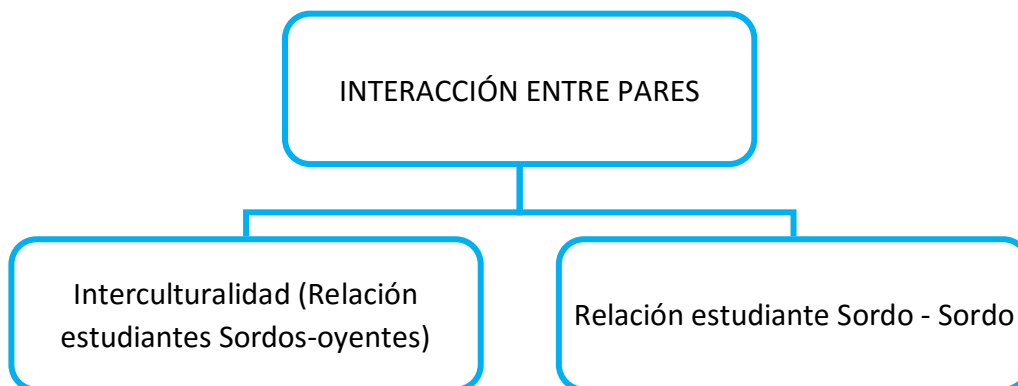 INTERACCIÓN ENTRE PARES
Interculturalidad (Relación
estudiantes Sordos-oyentes)
Relación estudiante Sordo - Sordo